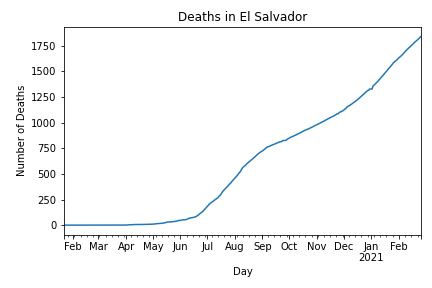 Deaths in El Salvador
Number of Deaths
1750
1500
1250
1000
750
500
250
0
Feb Mar Apr May Jun Jul Aug Sep Oct Nov Dec Jan Feb
2021
Day